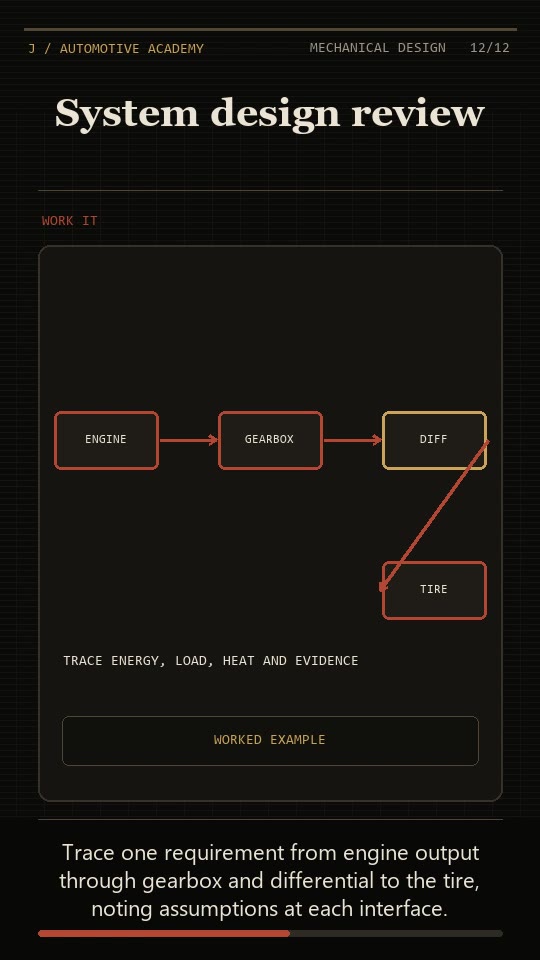 J / AUTOMOTIVE ACADEMY
MECHANICAL DESIGN 12/12
System design review
WORK IT
ENGINE
GEARBOX
DIFF
TIRE
TRACE ENERGY, LOAD, HEAT AND EVIDENCE
WORKED EXAMPLE
Trace one requirement from engine output
through gearbox and differential to the tire,
noting assumptions at each interface.